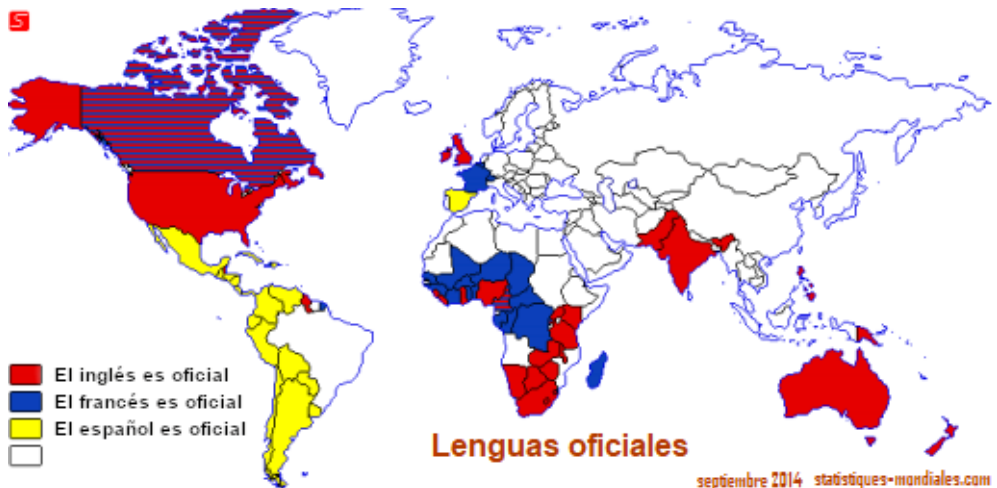 S
El inglés es oficial
El francés es oficial
El español es oficial
Lenguas oficiales
septiembre 2014 statistiques-mondiales.com